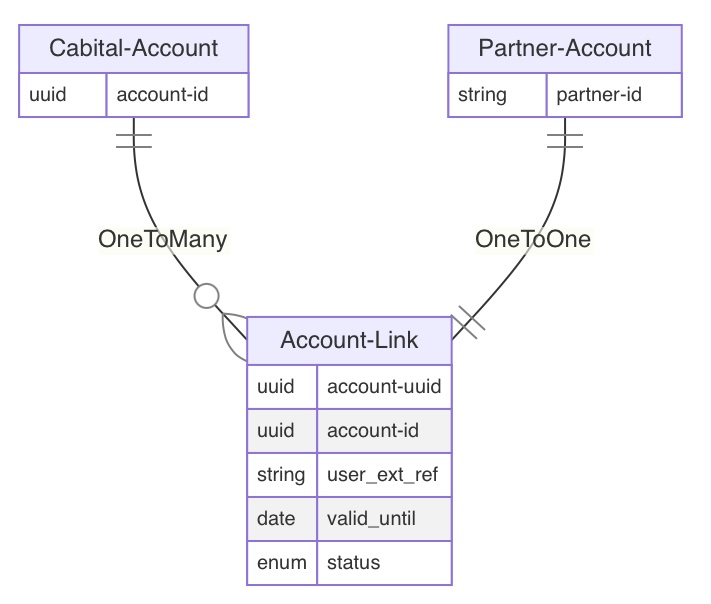 Cabital-Account
uuid account-id
Partner-Account
string partner-id
OneToMany
OneToOne
Account-Link
uuid account-uuid
uuid account-id
string user_ext_ref
date valid_until
enum status